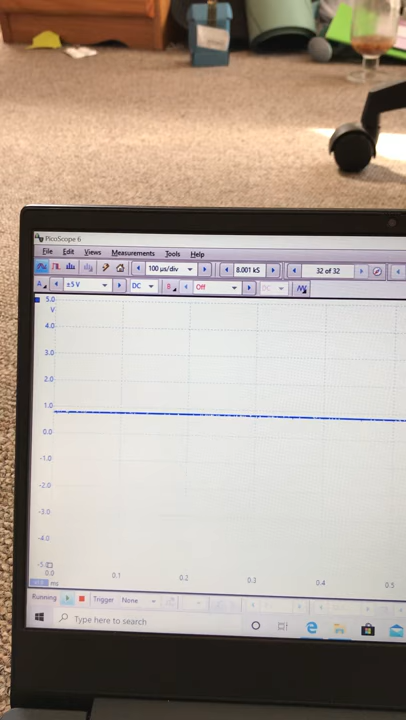 PicoScope 6
File Edit Views Measurements Tools Help
100 µs/div 8.001 kS 32 of 32
A ±5 V DC B Off DC
5.0
V
4.0
3.0
2.0
1.0
0.0
-1.0
-2.0
-3.0
-4.0
-5.0
0.0 0.1 0.2 0.3 0.4 0.5
ms
Running Trigger None
Type here to search